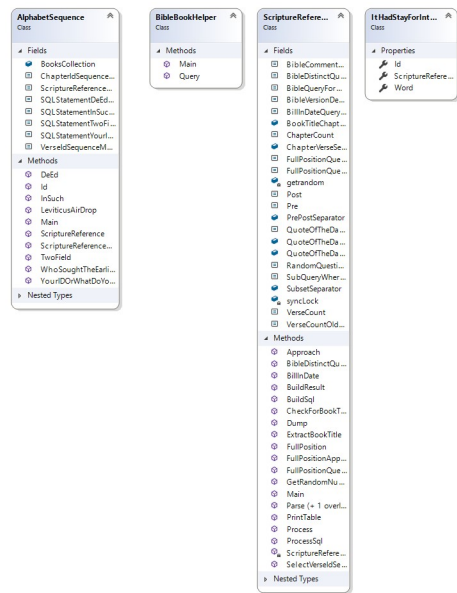 AlphabetSequence
Class
Fields
BooksCollection
ChapterIdSequence...
ScriptureReference...
SQLStatementDeEd...
SQLStatementInSuc...
SQLStatementTwoFi...
SQLStatementYourI...
VerseIdSequenceM...
Methods
DeEd
Id
InSuch
LeviticusAirDrop
Main
ScriptureReference
ScriptureReference...
TwoField
WhoSoughtTheEarli...
YourIDOrWhatDoYo...
Nested Types
BibleBookHelper
Class
Methods
Main
Query
ScriptureRefere...
Class
Fields
BibleComment...
BibleDistinctQu...
BibleQueryFor...
BibleVersionDe...
BillInDateQuery...
BookTitleChapt...
ChapterCount
ChapterVerseSe...
FullPositionQue...
FullPositionQue...
getrandom
Post
Pre
PrePostSeparator
QuoteOfTheDa...
QuoteOfTheDa...
QuoteOfTheDa...
RandomQuesti...
SubQueryWher...
SubsetSeparator
syncLock
VerseCount
VerseCountOld...
Methods
Approach
BibleDistinctQu...
BillInDate
BuildResult
BuildSql
CheckForBookT...
Dump
ExtractBookTitle
FullPosition
FullPositionApp...
FullPositionQue...
GetRandomNu...
Main
Parse (+ 1 overl...
PrintTable
Process
ProcessSql
ScriptureRefere...
SelectVerseIdSe...
Nested Types
ItHadStayForInt...
Class
Properties
Id
ScriptureRefere...
Word